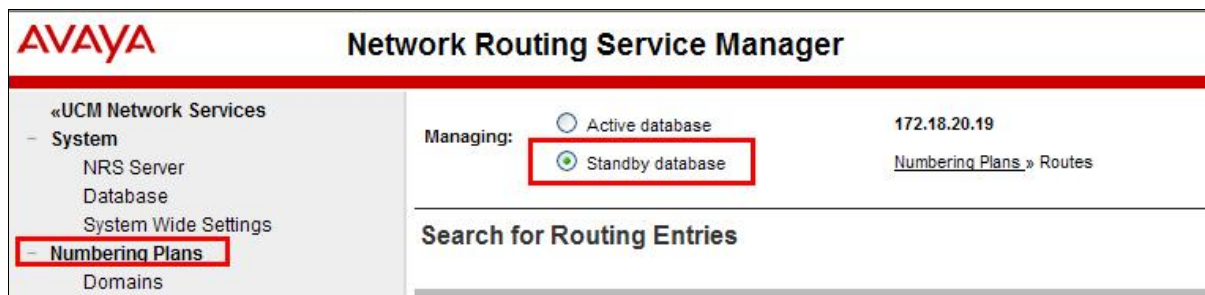 AVAYA
Network Routing Service Manager
«UCM Network Services
– System
NRS Server
Database
System Wide Settings
– Numbering Plans
Domains
Managing:
Active database
Standby database
172.18.20.19
Numbering Plans » Routes
Search for Routing Entries